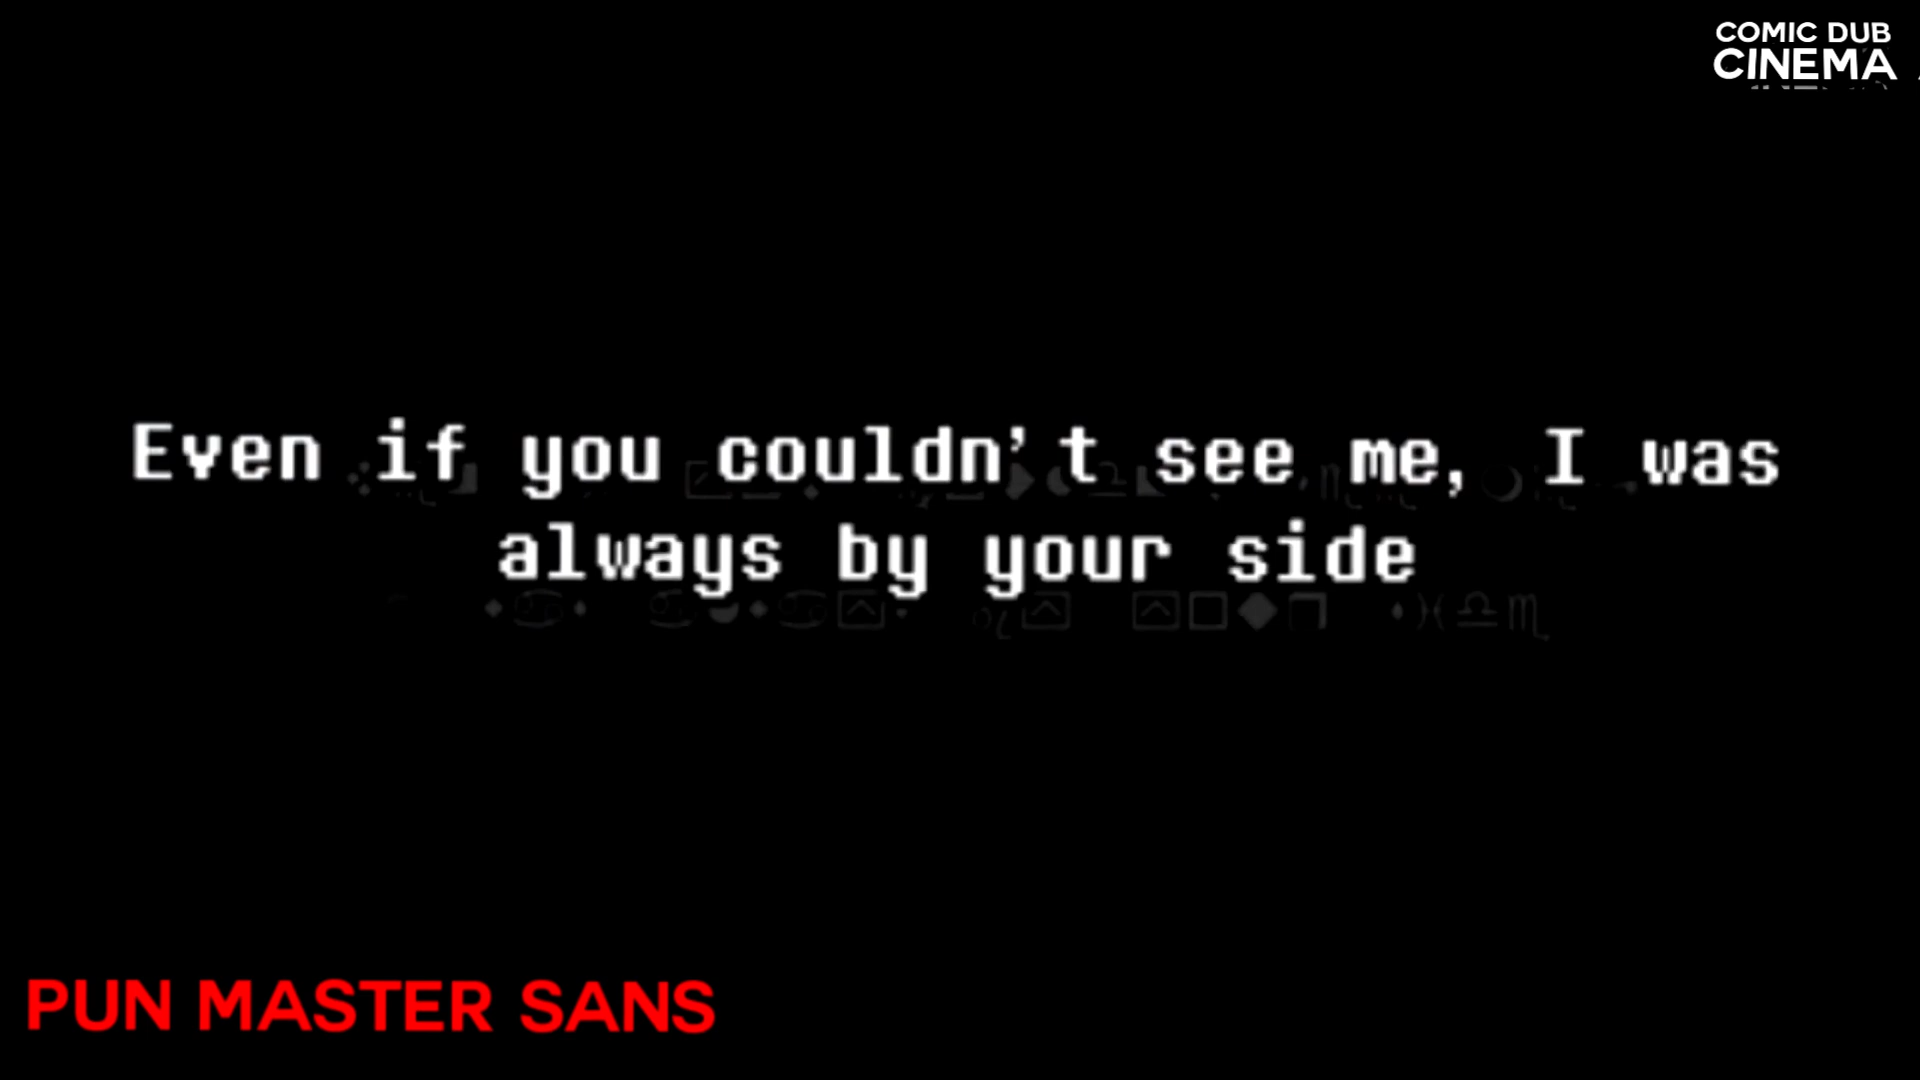 COMIC DUB
CINEMA
Even if you couldn't see me, I was
always by your side
PUN MASTER SANS